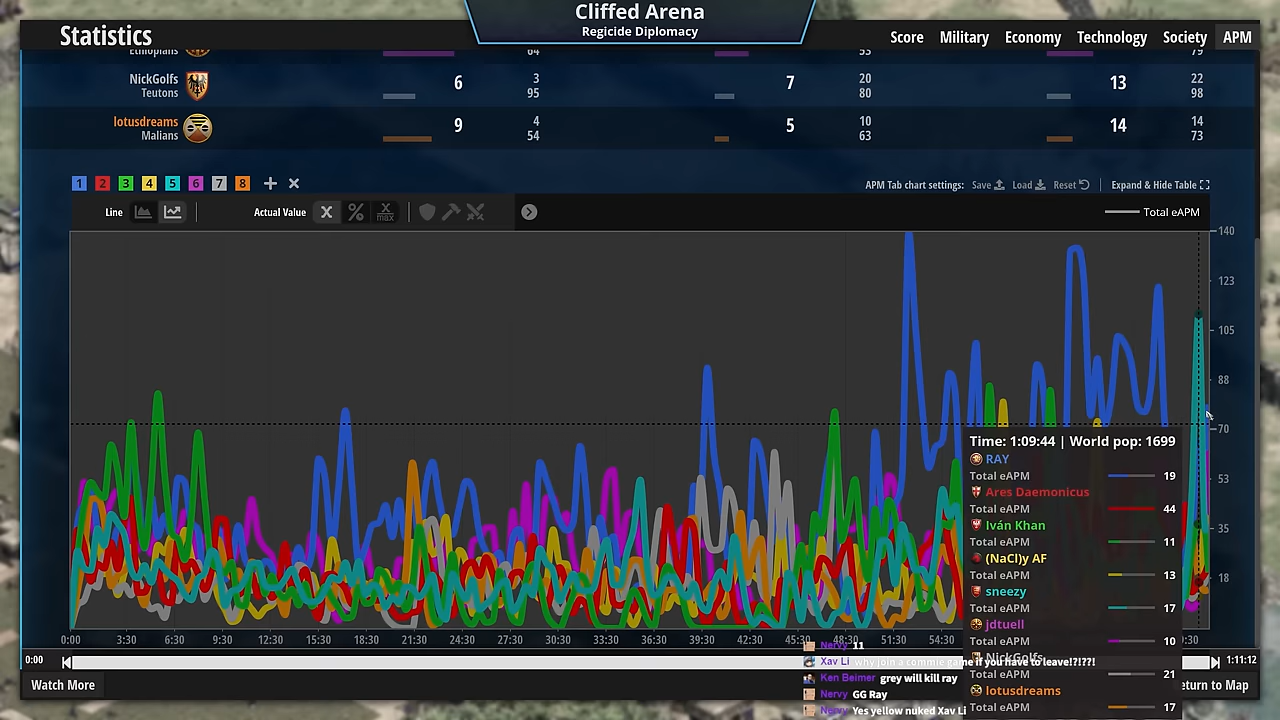 Cliffed Arena
Regicide Diplomacy
Statistics
Score Military Economy Technology Society APM
Ethiopians 64 53 79
NickGolfs 6 3 7 20 13 22
Teutons 95 80 98
lotusdreams 9 4 5 10 14 14
Malians 54 63 73
1 2 3 4 5 6 7 8 + ×
APM Tab chart settings: Save Load Reset Expand & Hide Table
Line Actual Value X % X max
Total eAPM
140
123
105
88
70
53
35
18
Time: 1:09:44 | World pop: 1699
RAY
Total eAPM 19
Ares Daemonicus
Total eAPM 44
Iván Khan
Total eAPM 11
(NaCl)y AF
Total eAPM 13
sneezy
Total eAPM 17
jdtuell
Total eAPM 10
NickGolfs
Total eAPM 21
lotusdreams
Total eAPM 17
0:00 3:30 6:30 9:30 12:30 15:30 18:30 21:30 24:30 27:30 30:30 33:30 36:30 39:30 42:30 45:30 48:30 51:30 54:30
Nervy 11
Xav Li why join a commie game if you have to leave!?!??!
Ken Beimer grey will kill ray
Nervy GG Ray
Nervy Yes yellow nuked Xav Li
0:00 1:11:12
Watch More
Return to Map